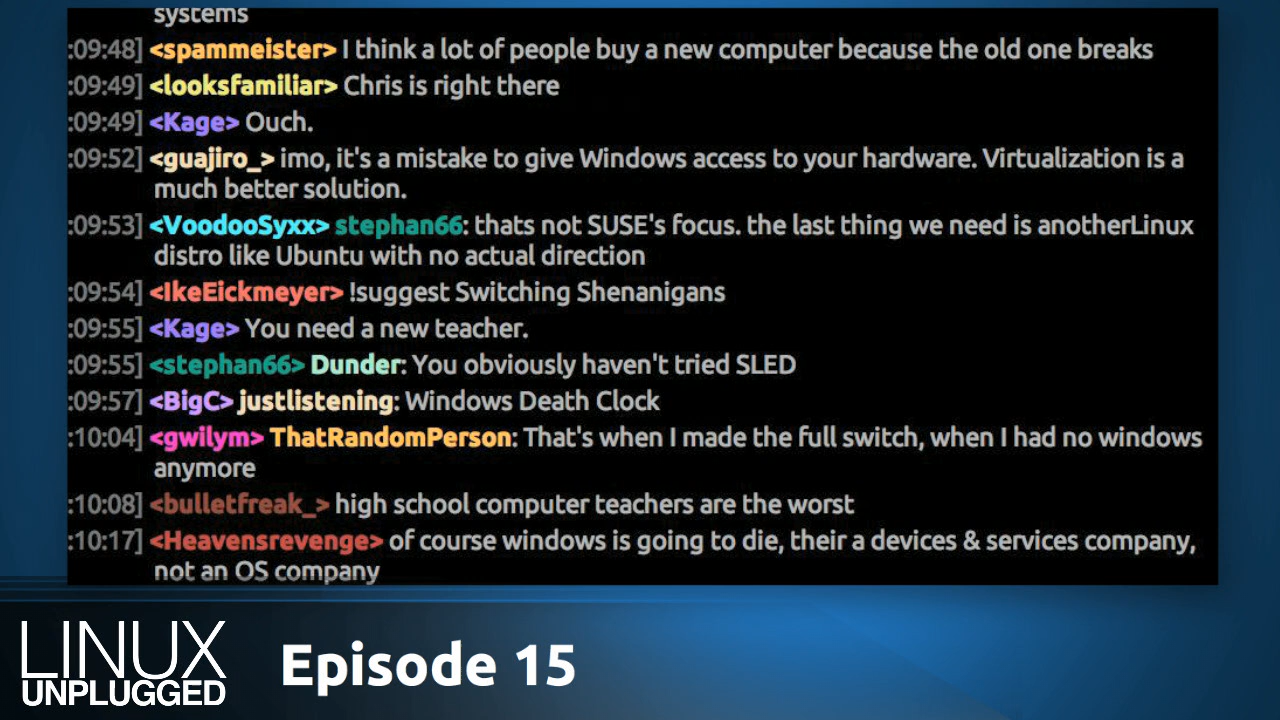 systems
:09:48] <spammeister> I think a lot of people buy a new computer because the old one breaks
:09:49] <looksfamiliar> Chris is right there
:09:49] <Kage> Ouch.
:09:52] <guajiro_> imo, it's a mistake to give Windows access to your hardware. Virtualization is a
much better solution.
:09:53] <VoodooSyxx> stephan66: thats not SUSE's focus. the last thing we need is anotherLinux
distro like Ubuntu with no actual direction
:09:54] <IkeEickmeyer> !suggest Switching Shenanigans
:09:55] <Kage> You need a new teacher.
:09:55] <stephan66> Dunder: You obviously haven't tried SLED
:09:57] <BigC> justlistening: Windows Death Clock
:10:04] <gwilym> ThatRandomPerson: That's when I made the full switch, when I had no windows
anymore
:10:08] <bulletfreak_> high school computer teachers are the worst
:10:17] <Heavensrevenge> of course windows is going to die, their a devices & services company,
not an OS company
LINUX
UNPLUGGED
Episode 15